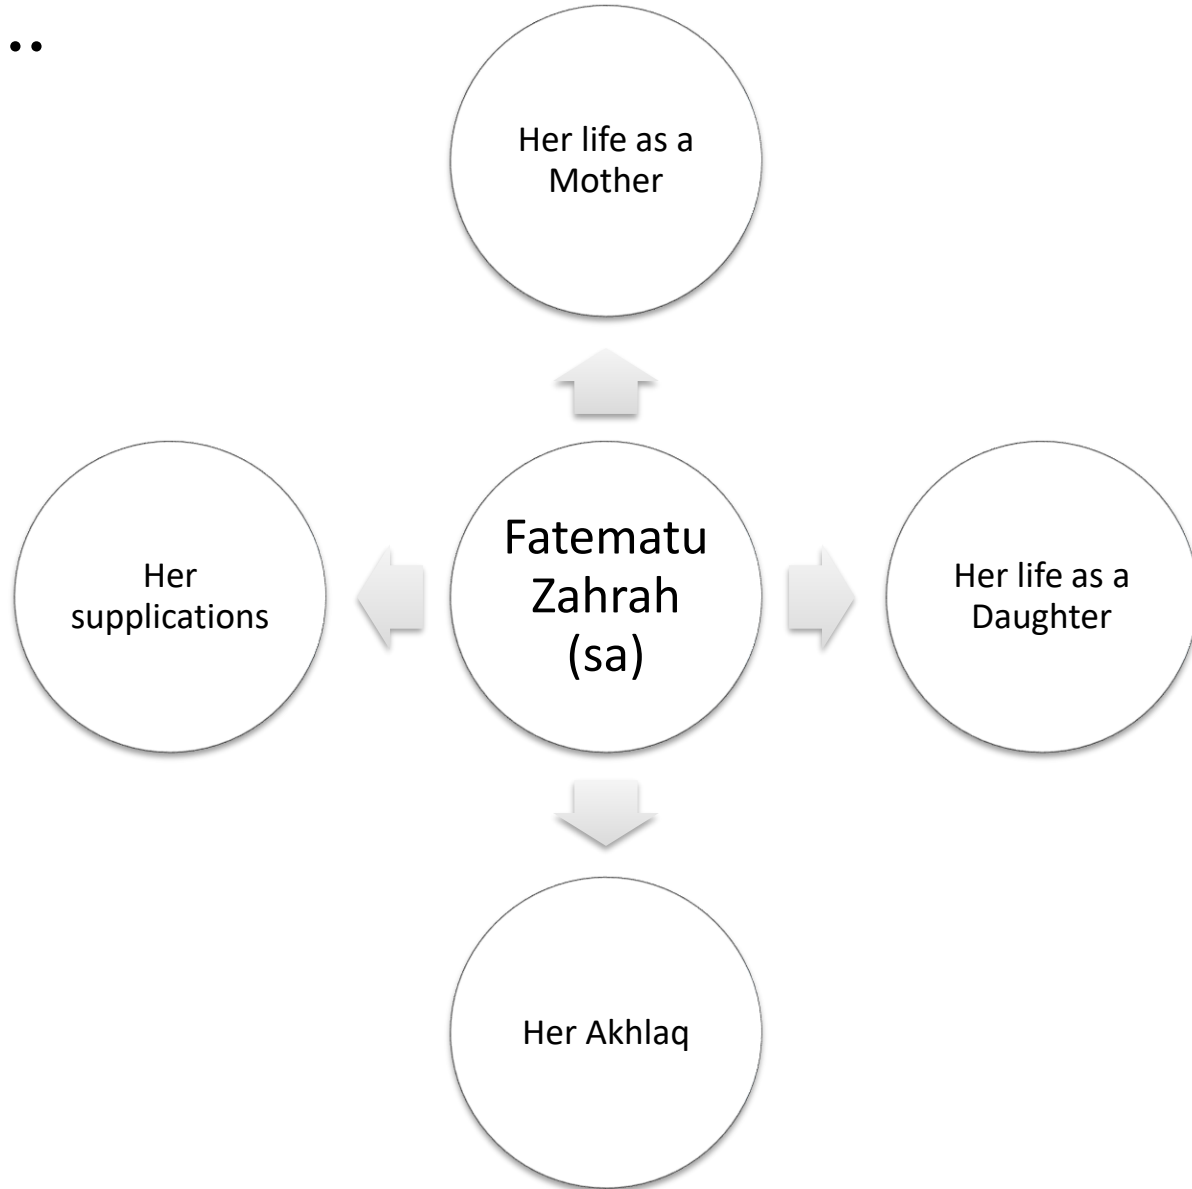 ..
Her life as a
Mother
Her
supplications
Fatematu
Zahrah
(sa)
Her life as a
Daughter
Her Akhlaq